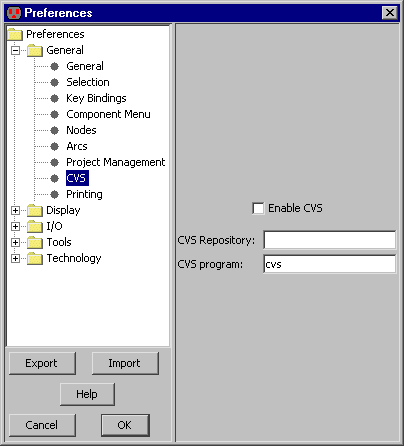 Preferences
Preferences
General
General
Selection
Key Bindings
Component Menu
Nodes
Arcs
Project Management
CVS
Printing
Display
I/O
Tools
Technology
Enable CVS
CVS Repository:
CVS program: cvs
Export Import
Help
Cancel OK